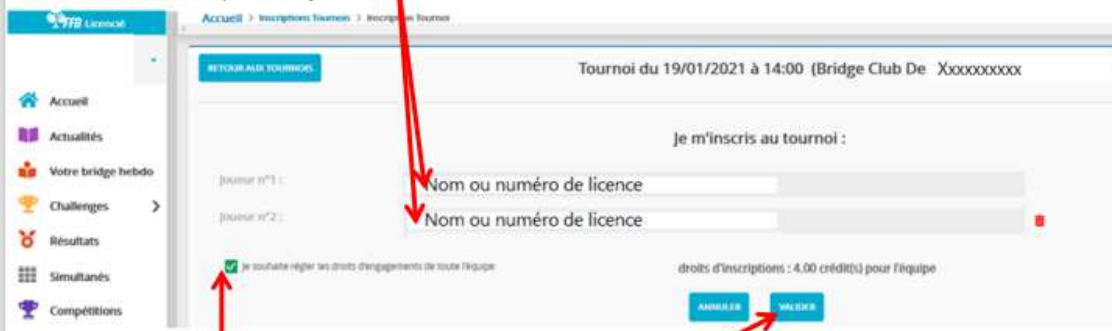 FFB Licencié
Accueil > Inscriptions Tournois > Inscription Tournoi
RETOUR AUX TOURNOIS
Tournoi du 19/01/2021 à 14:00 (Bridge Club De Xxxxxxxxxx
Accueil
Actualités
Votre bridge hebdo
Challenges >
Résultats
Simultanés
Compétitions
Je m'inscris au tournoi :
Joueur n°1 :
Nom ou numéro de licence
Joueur n°2 :
Nom ou numéro de licence
Je souhaite régler les droits d'engagements de toute l'équipe
droits d'inscriptions : 4.00 crédit(s) pour l'équipe
ANNULER
VALIDER